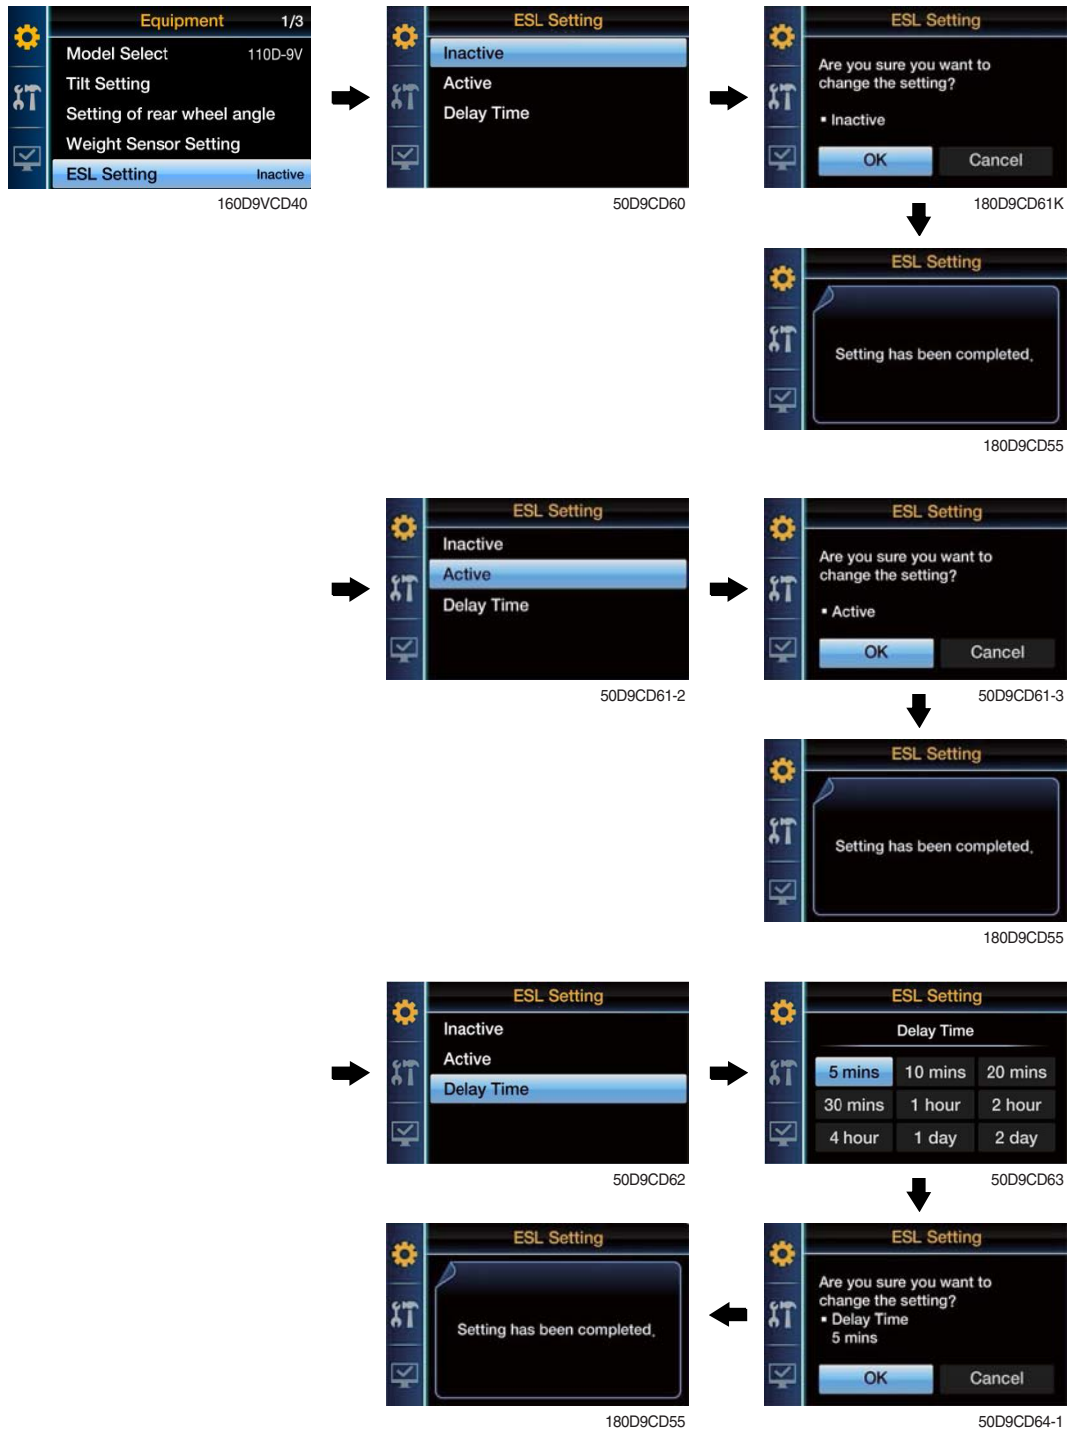 Equipment 1/3
Model Select 110D-9V
Tilt Setting
Setting of rear wheel angle
Weight Sensor Setting
ESL Setting Inactive
160D9VCD40
ESL Setting
Inactive
Active
Delay Time
50D9CD60
ESL Setting
Are you sure you want to
change the setting?
▪ Inactive
OK Cancel
180D9CD61K
ESL Setting
Setting has been completed.
180D9CD55
ESL Setting
Inactive
Active
Delay Time
50D9CD61-2
ESL Setting
Are you sure you want to
change the setting?
▪ Active
OK Cancel
50D9CD61-3
ESL Setting
Setting has been completed.
180D9CD55
ESL Setting
Inactive
Active
Delay Time
50D9CD62
ESL Setting
Delay Time
5 mins 10 mins 20 mins
30 mins 1 hour 2 hour
4 hour 1 day 2 day
50D9CD63
ESL Setting
Setting has been completed.
180D9CD55
ESL Setting
Are you sure you want to
change the setting?
▪ Delay Time
5 mins
OK Cancel
50D9CD64-1